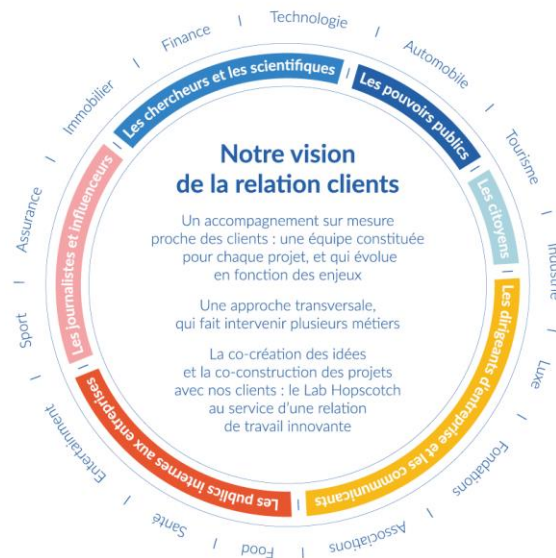 Technologie
Automobile
Tourisme
Industrie
Luxe
Fondations
Associations
Food
Santé
Entertainment
Sport
Assurance
Immobilier
Finance
Les chercheurs et les scientifiques
Les pouvoirs publics
Les citoyens
Les dirigeants d'entreprise et les communicants
Les publics internes aux entreprises
Les journalistes et influenceurs
Notre vision
de la relation clients
Un accompagnement sur mesure
proche des clients : une équipe constituée
pour chaque projet, et qui évolue
en fonction des enjeux
Une approche transversale,
qui fait intervenir plusieurs métiers
La co-création des idées
et la co-construction des projets
avec nos clients : le Lab Hopscotch
au service d'une relation
de travail innovante